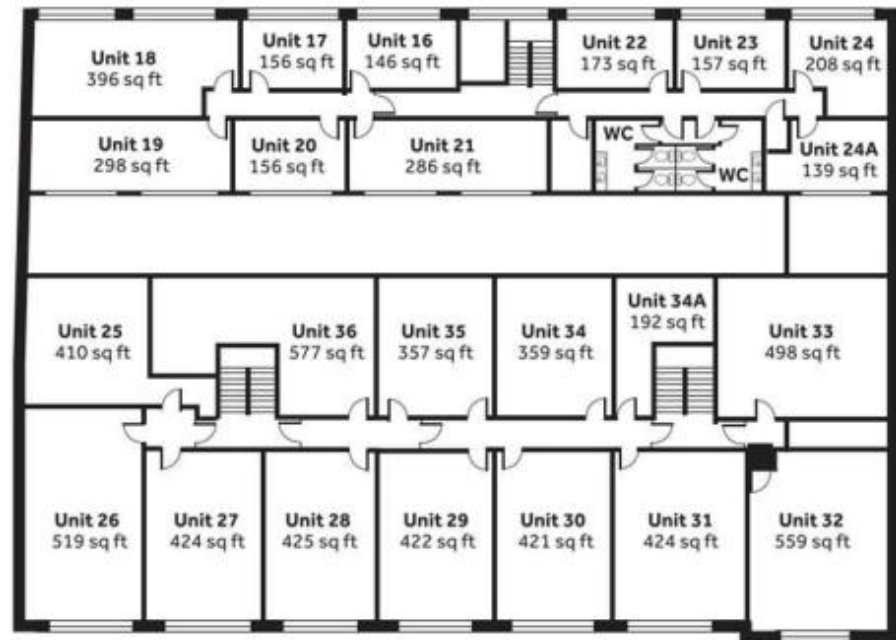 Unit 18
396 sq ft
Unit 17
156 sq ft
Unit 16
146 sq ft
Unit 22
173 sq ft
Unit 23
157 sq ft
Unit 24
208 sq ft
Unit 19
298 sq ft
Unit 20
156 sq ft
Unit 21
286 sq ft
WC
WC
Unit 24A
139 sq ft
Unit 25
410 sq ft
Unit 36
577 sq ft
Unit 35
357 sq ft
Unit 34
359 sq ft
Unit 34A
192 sq ft
Unit 33
498 sq ft
Unit 26
519 sq ft
Unit 27
424 sq ft
Unit 28
425 sq ft
Unit 29
422 sq ft
Unit 30
421 sq ft
Unit 31
424 sq ft
Unit 32
559 sq ft